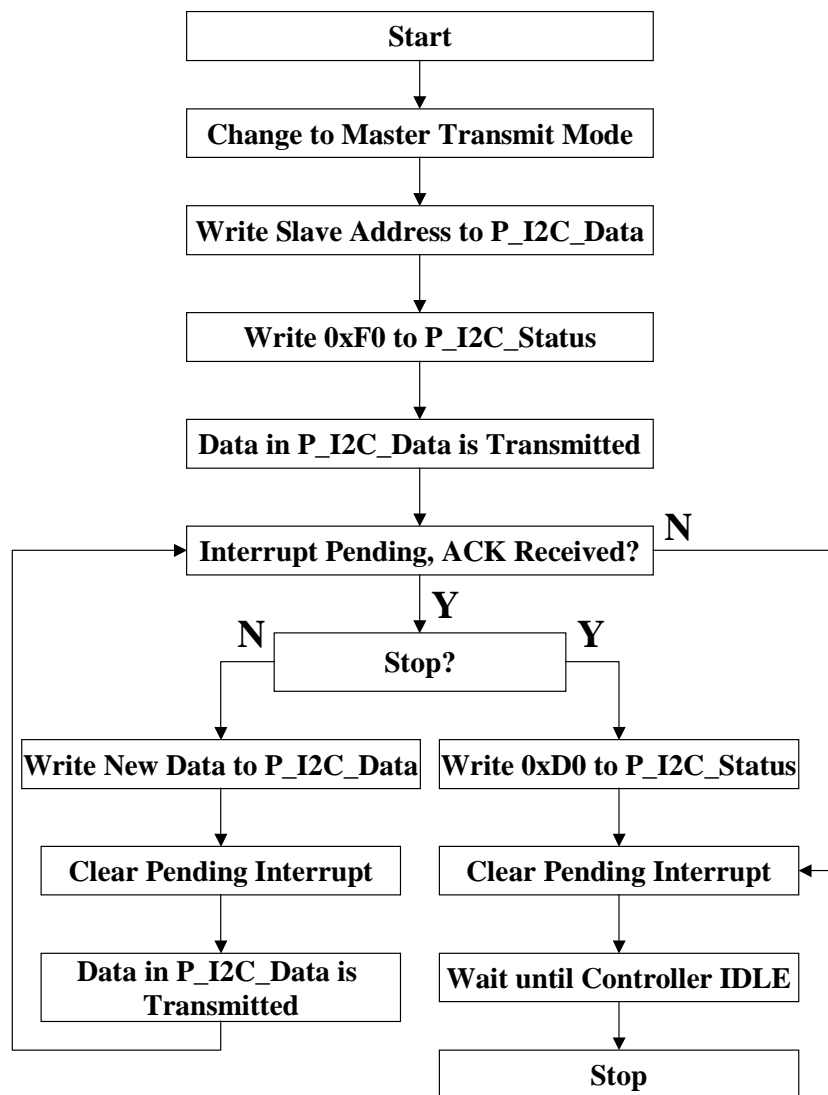 Start
Change to Master Transmit Mode
Write Slave Address to P_I2C_Data
Write 0xF0 to P_I2C_Status
Data in P_I2C_Data is Transmitted
Interrupt Pending, ACK Received?
N
Y
N
Stop?
Y
Write New Data to P_I2C_Data
Write 0xD0 to P_I2C_Status
Clear Pending Interrupt
Clear Pending Interrupt
Data in P_I2C_Data is
Transmitted
Wait until Controller IDLE
Stop